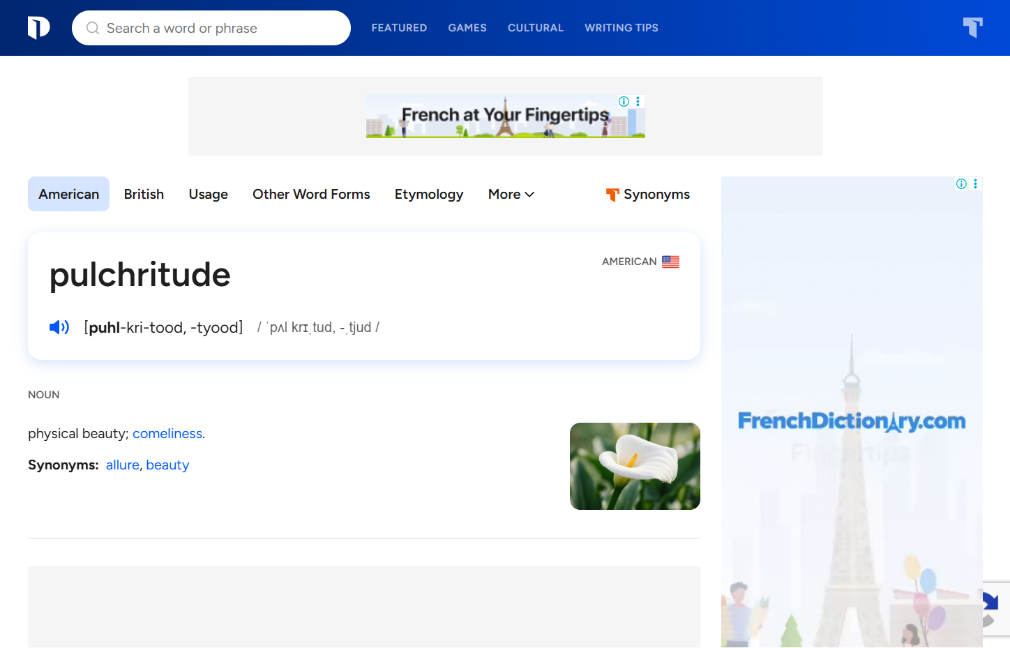 Search a word or phrase
FEATURED GAMES CULTURAL WRITING TIPS
French at Your Fingertips
American British Usage Other Word Forms Etymology More Synonyms
pulchritude
AMERICAN
[puhl-kri-tood, -tyood] / ˈpʌl krɪˌtud, -ˌtjud /
NOUN
physical beauty; comeliness.
Synonyms: allure, beauty
FrenchDictionary.com
Fingertips